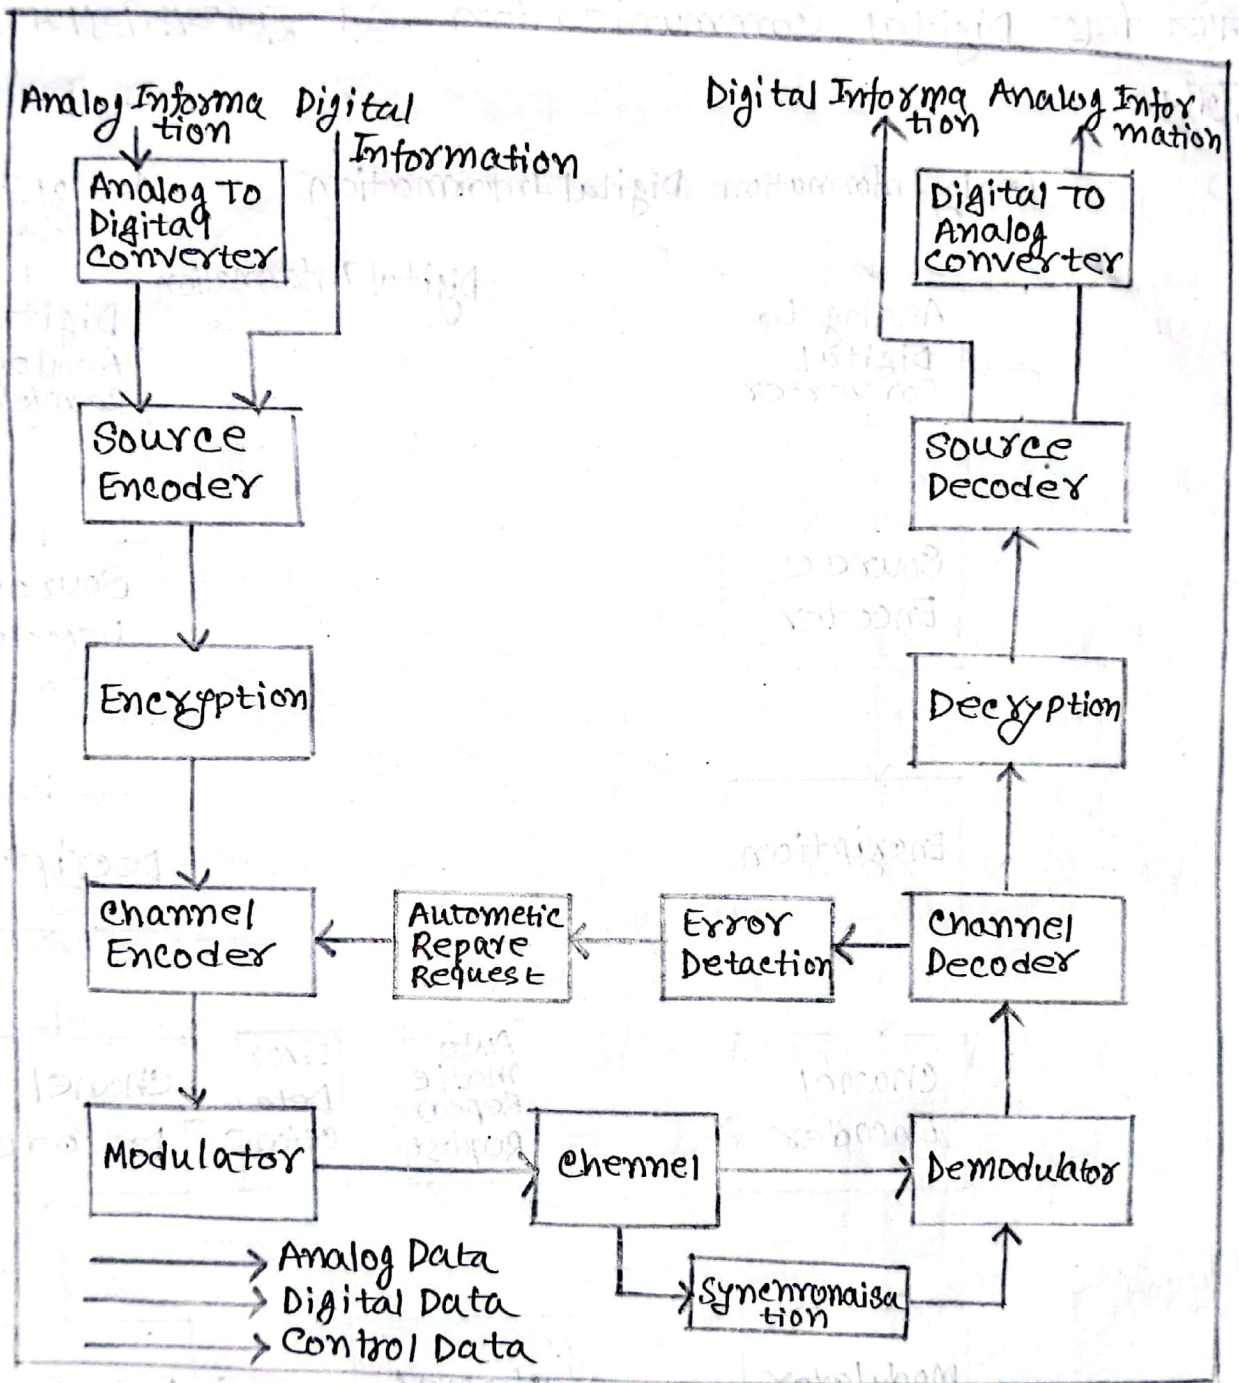 Analog Informa
tion
Digital
Information
Digital Informa
tion
Analog Infor
mation
Analog To
Digital
Converter
Digital To
Analog
Converter
Source
Encoder
Source
Decoder
Encryption
Decryption
Channel
Encoder
Autometic
Repare
Request
Error
Detaction
Channel
Decoder
Modulator
Chennel
Demodulator
Synchronaisa
tion
Analog Data
Digital Data
Control Data